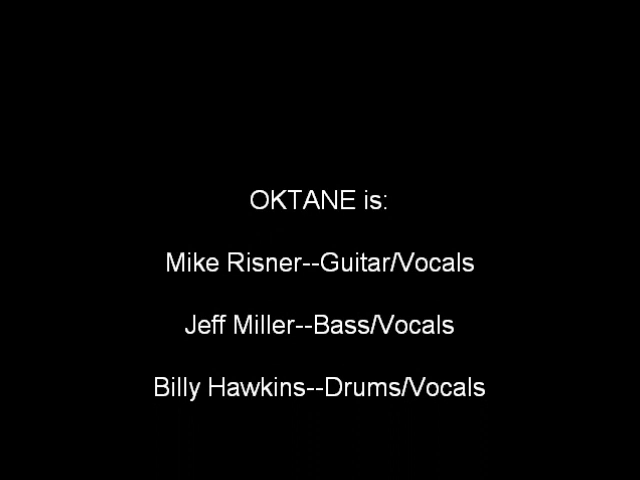 OKTANE is:
Mike Risner--Guitar/Vocals
Jeff Miller--Bass/Vocals
Billy Hawkins--Drums/Vocals